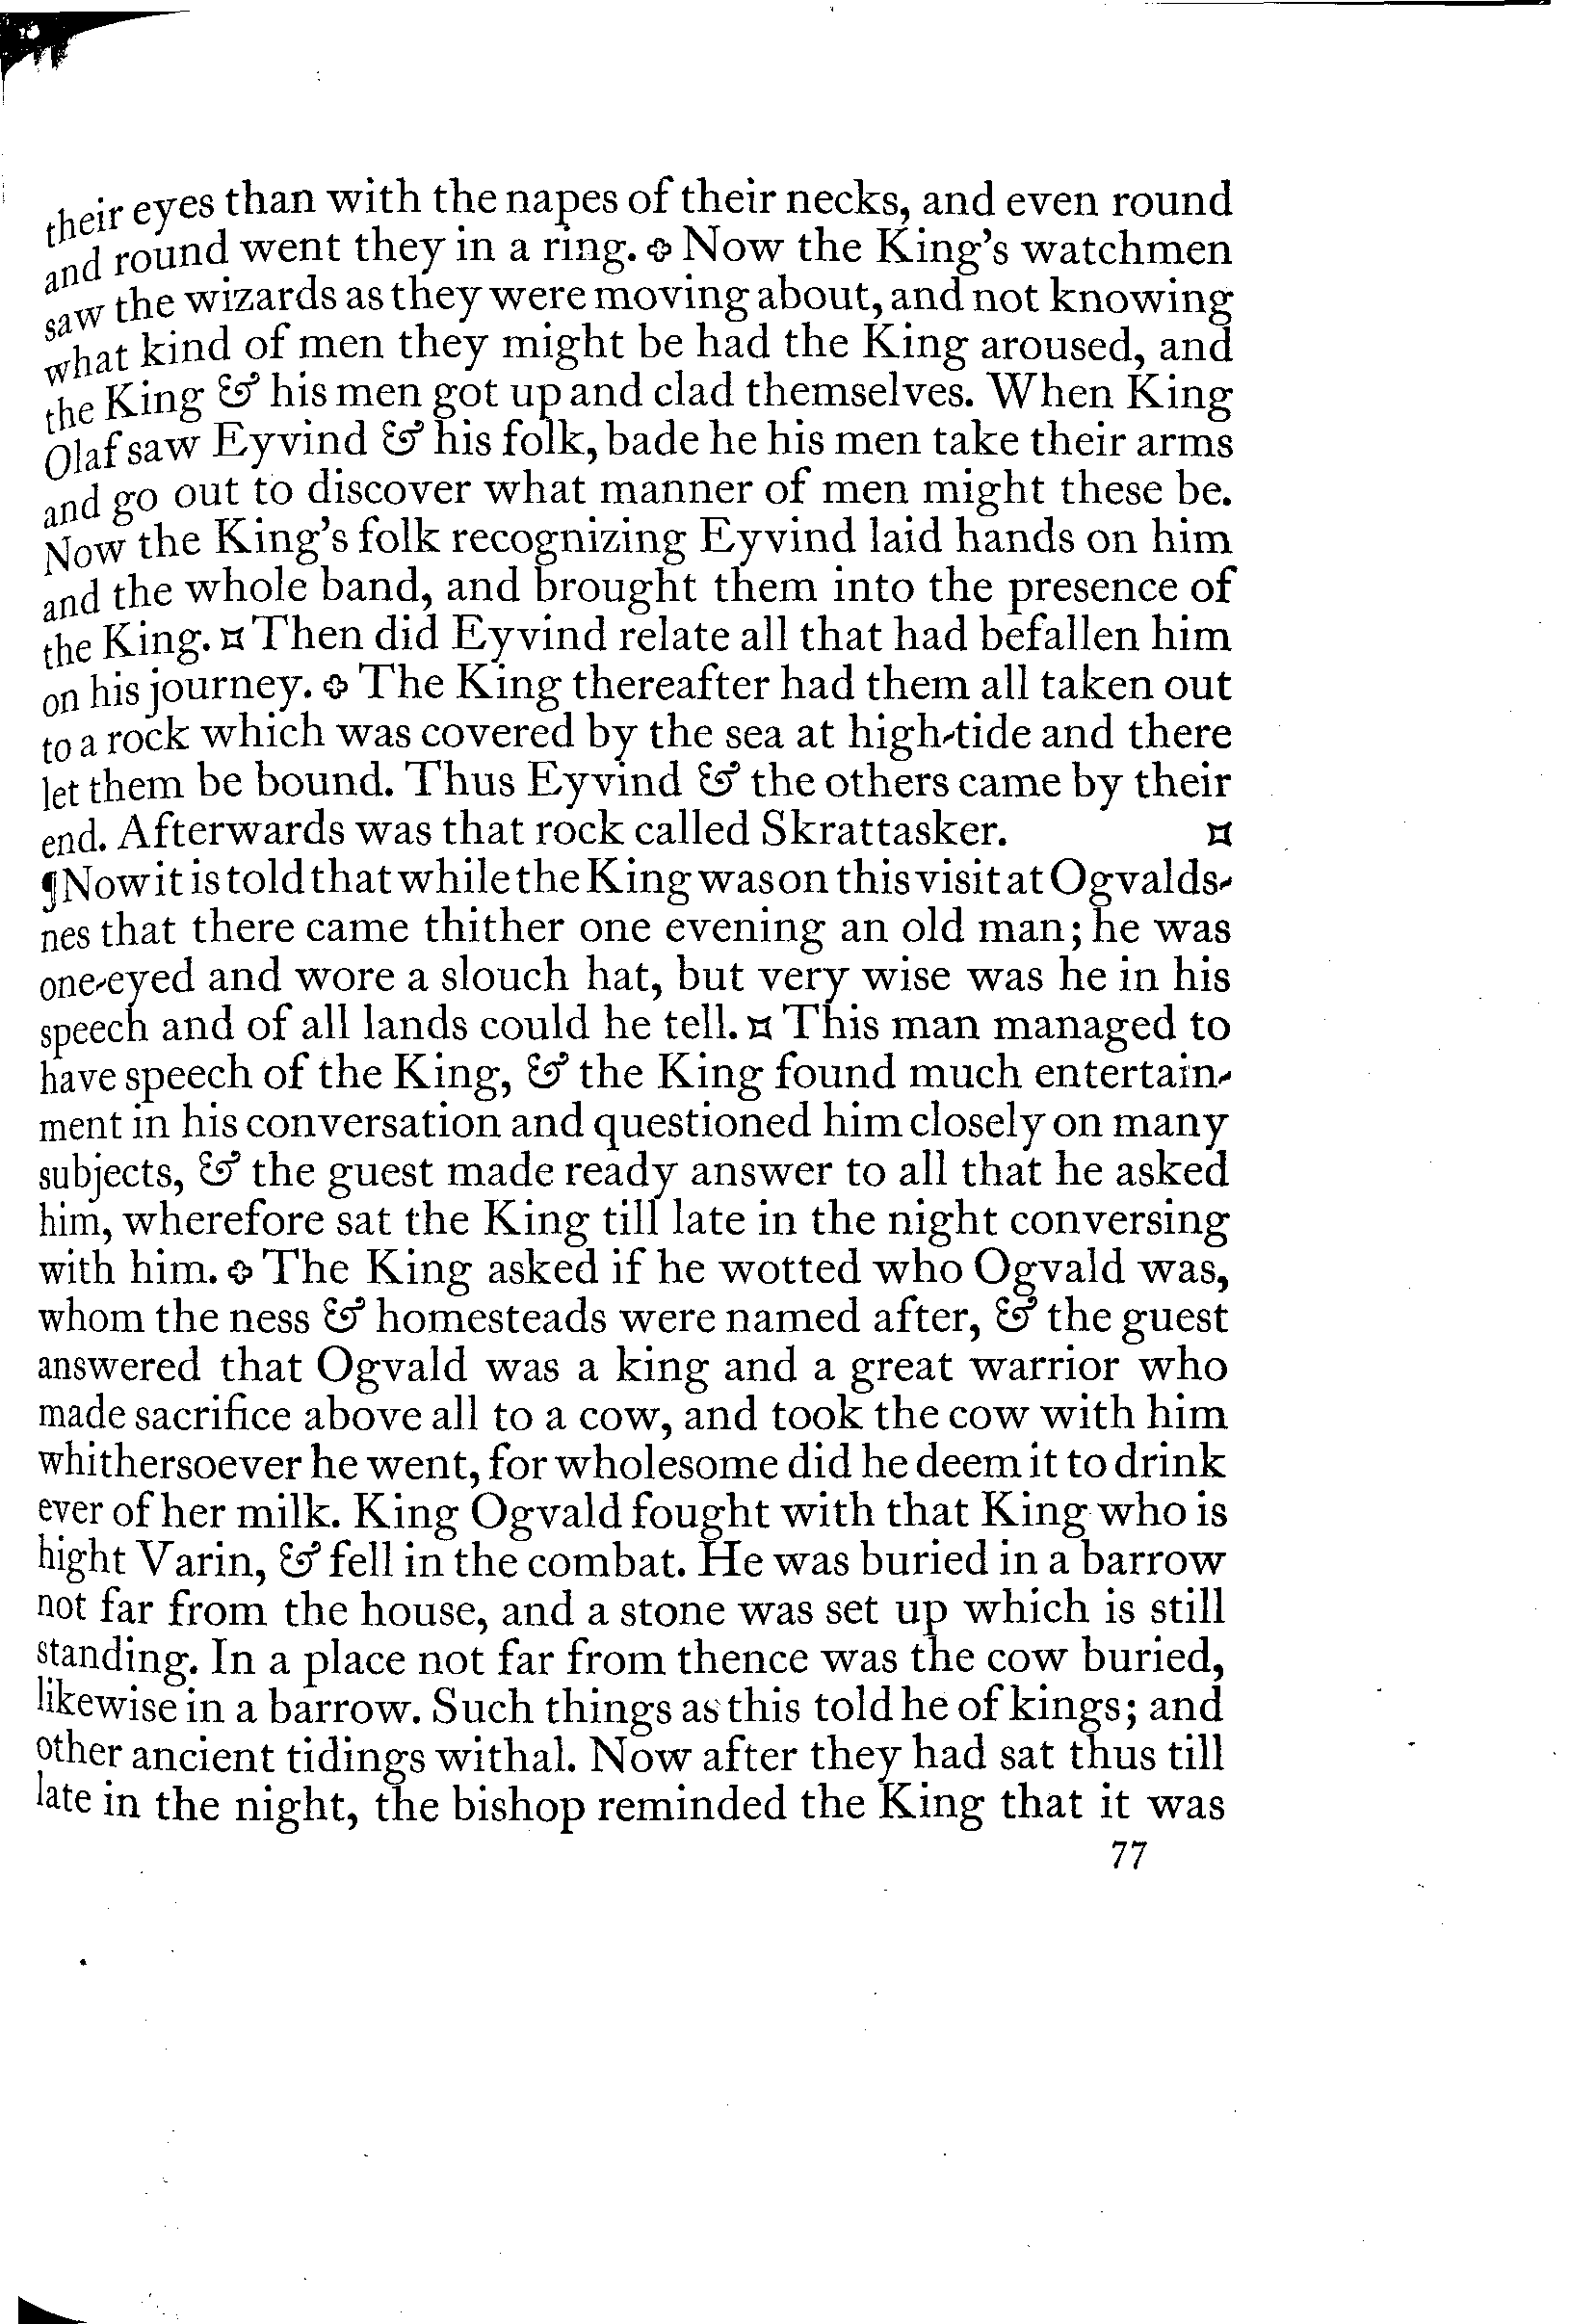 their eyes than with the napes of their necks, and even round
and round went they in a ring. ✥ Now the King's watchmen
saw the wizards as they were moving about, and not knowing
what kind of men they might be had the King aroused, and
the King & his men got up and clad themselves. When King
Olaf saw Eyvind & his folk, bade he his men take their arms
and go out to discover what manner of men might these be.
Now the King's folk recognizing Eyvind laid hands on him
and the whole band, and brought them into the presence of
the King. ¤ Then did Eyvind relate all that had befallen him
on his journey. ✥ The King thereafter had them all taken out
to a rock which was covered by the sea at high-tide and there
let them be bound. Thus Eyvind & the others came by their
end. Afterwards was that rock called Skrattasker. ¤
¶Now it is told that while the King was on this visit at Ogvalds-
nes that there came thither one evening an old man; he was
one-eyed and wore a slouch hat, but very wise was he in his
speech and of all lands could he tell. ¤ This man managed to
have speech of the King, & the King found much entertain-
ment in his conversation and questioned him closely on many
subjects, & the guest made ready answer to all that he asked
him, wherefore sat the King till late in the night conversing
with him. ✥ The King asked if he wotted who Ogvald was,
whom the ness & homesteads were named after, & the guest
answered that Ogvald was a king and a great warrior who
made sacrifice above all to a cow, and took the cow with him
whithersoever he went, for wholesome did he deem it to drink
ever of her milk. King Ogvald fought with that King who is
hight Varin, & fell in the combat. He was buried in a barrow
not far from the house, and a stone was set up which is still
standing. In a place not far from thence was the cow buried,
likewise in a barrow. Such things as this told he of kings; and
other ancient tidings withal. Now after they had sat thus till
late in the night, the bishop reminded the King that it was
77